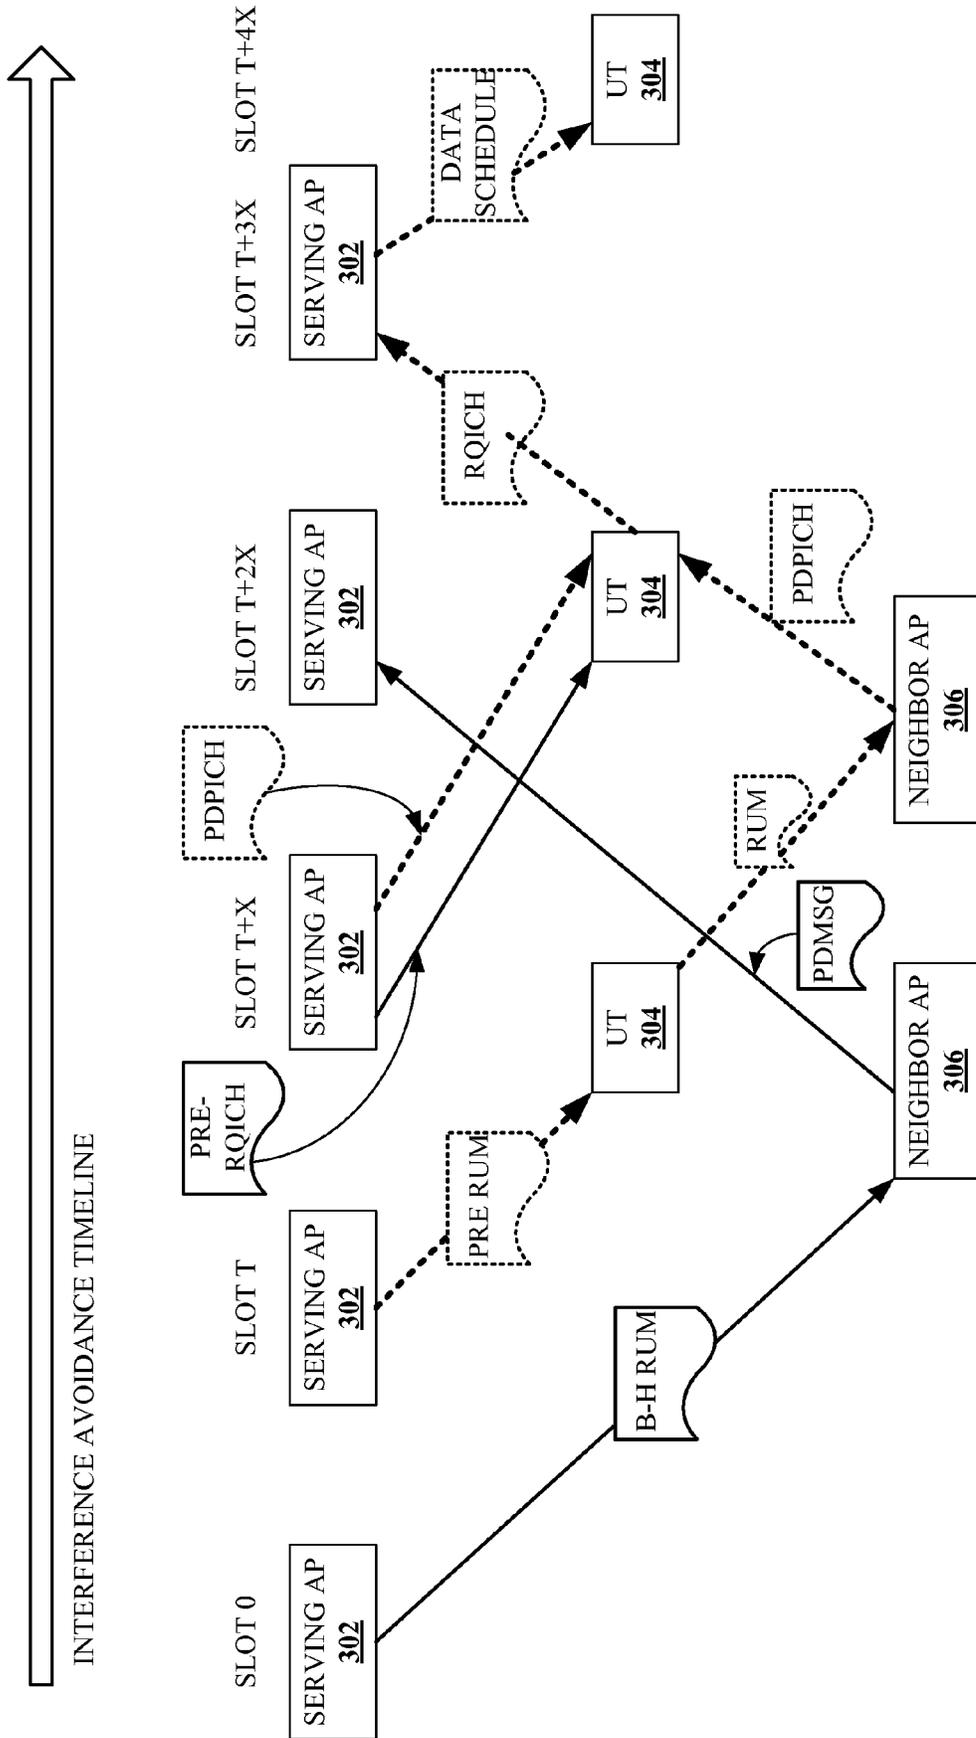 INTERFERENCE AVOIDANCE TIMELINE
SLOT 0
SLOT T
SLOT T+X
SLOT T+2X
SLOT T+3X
SLOT T+4X
PRE-
RQICH
PDPICH
SERVING AP
302
SERVING AP
302
SERVING AP
302
SERVING AP
302
SERVING AP
302
PRE RUM
RQICH
DATA
SCHEDULE
B-H RUM
UT
304
UT
304
UT
304
RUM
PDMSG
PDPICH
NEIGHBOR AP
306
NEIGHBOR AP
306